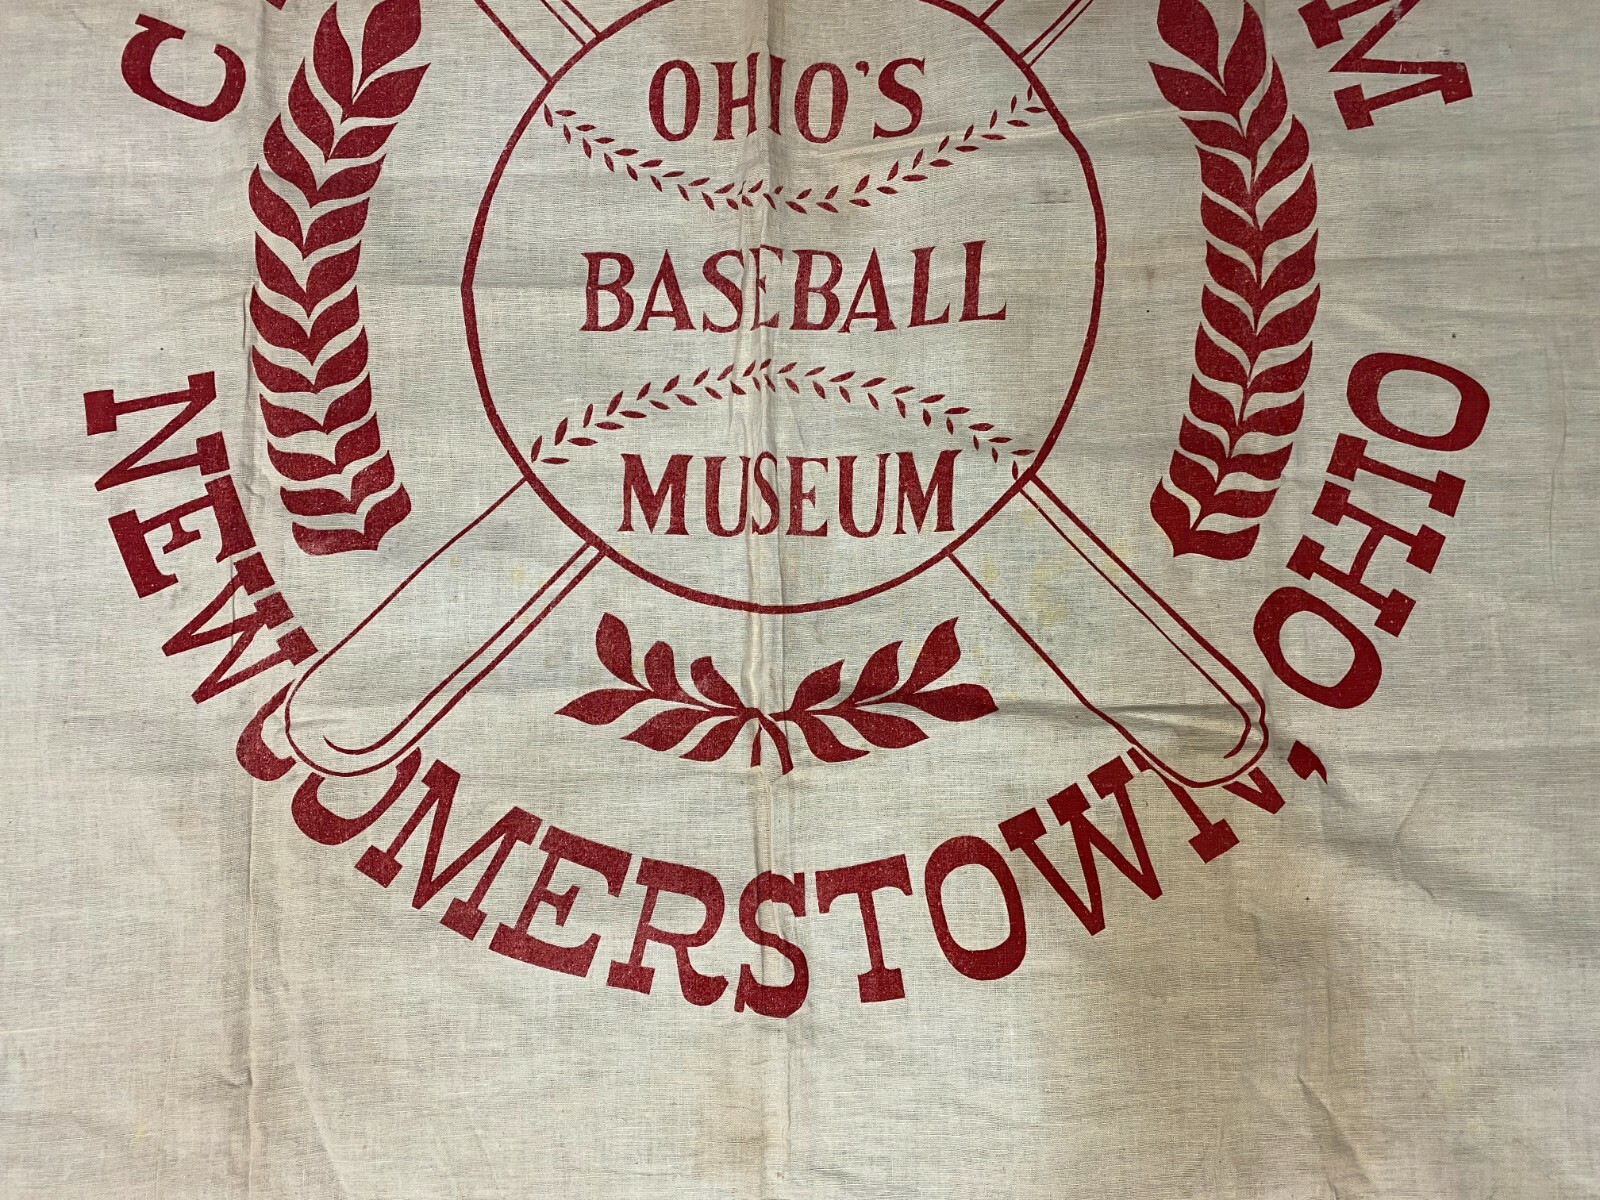 OHIO'S
BASEBALL
MUSEUM
NEWCOMERSTOWN, OHIO